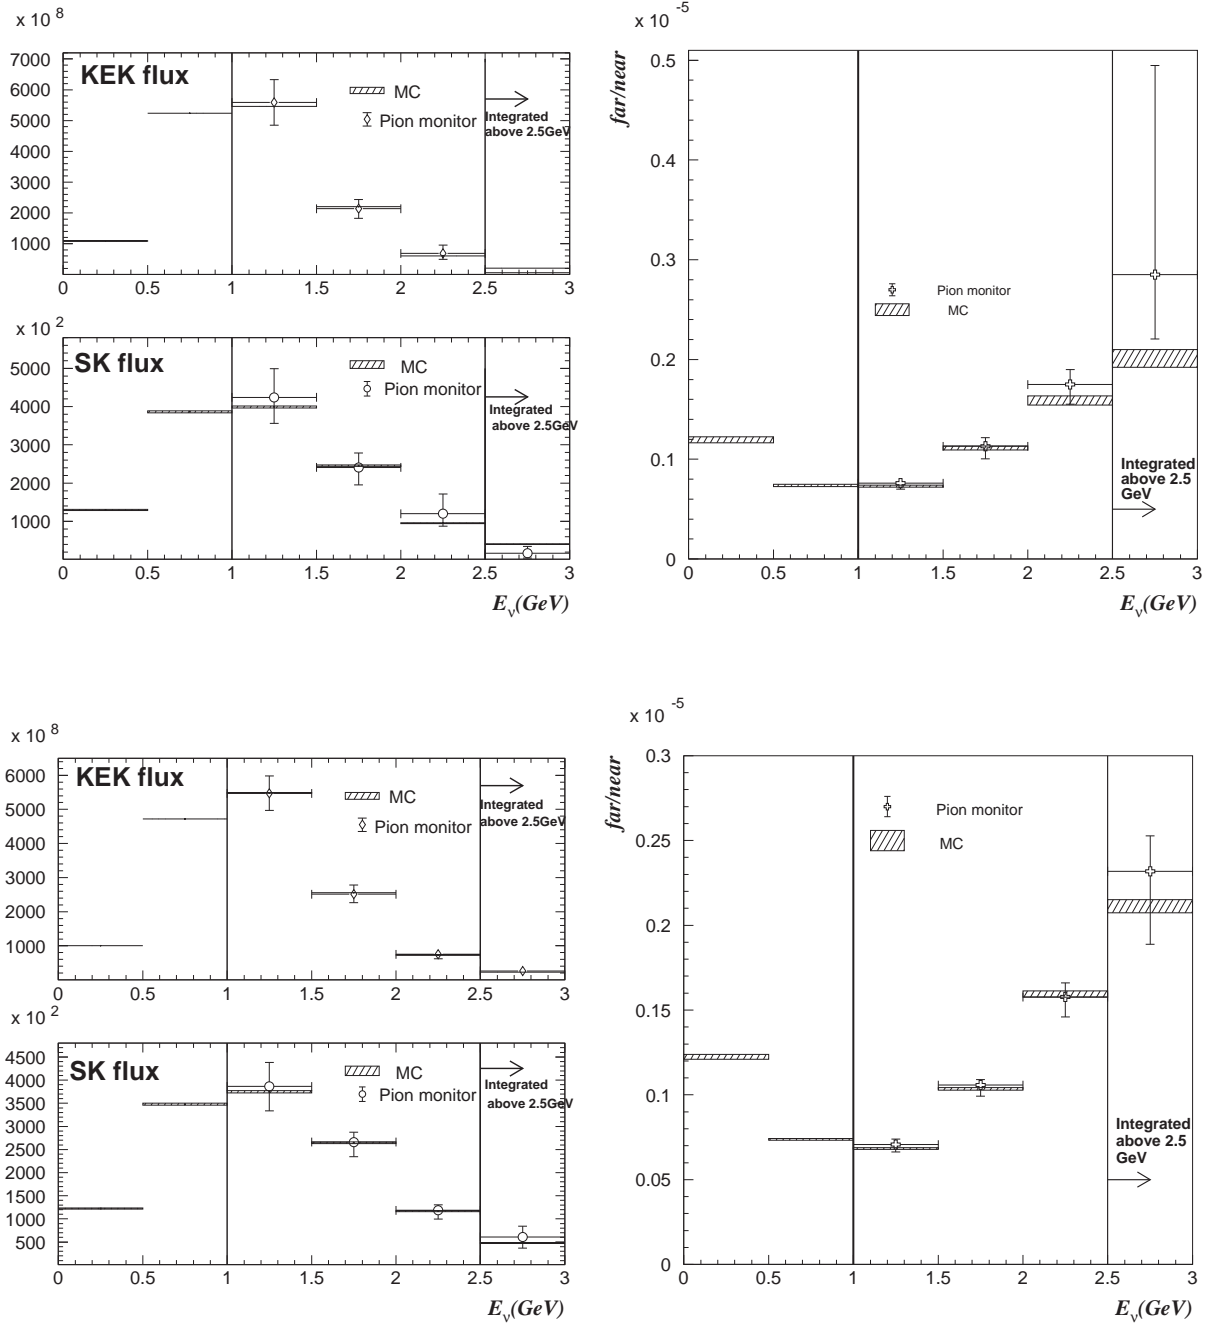 x 10 8
KEK flux
7000
6000
5000
4000
3000
2000
1000
MC
Pion monitor
Integrated
above 2.5GeV
0 0.5 1 1.5 2 2.5 3
x 10 2
SK flux
5000
4000
3000
2000
1000
MC
Pion monitor
Integrated
above 2.5GeV
0 0.5 1 1.5 2 2.5 3
Eν(GeV)
x 10 -5
far/near
0.5
0.4
0.3
0.2
0.1
0
Pion monitor
MC
Integrated
above 2.5
GeV
0 0.5 1 1.5 2 2.5 3
Eν(GeV)
x 10 8
KEK flux
6000
5000
4000
3000
2000
1000
MC
Pion monitor
Integrated
above 2.5GeV
0 0.5 1 1.5 2 2.5 3
x 10 2
SK flux
4500
4000
3500
3000
2500
2000
1500
1000
500
MC
Pion monitor
Integrated
above 2.5GeV
0 0.5 1 1.5 2 2.5 3
Eν(GeV)
x 10 -5
far/near
0.3
0.25
0.2
0.15
0.1
0.05
0
Pion monitor
MC
Integrated
above 2.5
GeV
0 0.5 1 1.5 2 2.5 3
Eν(GeV)